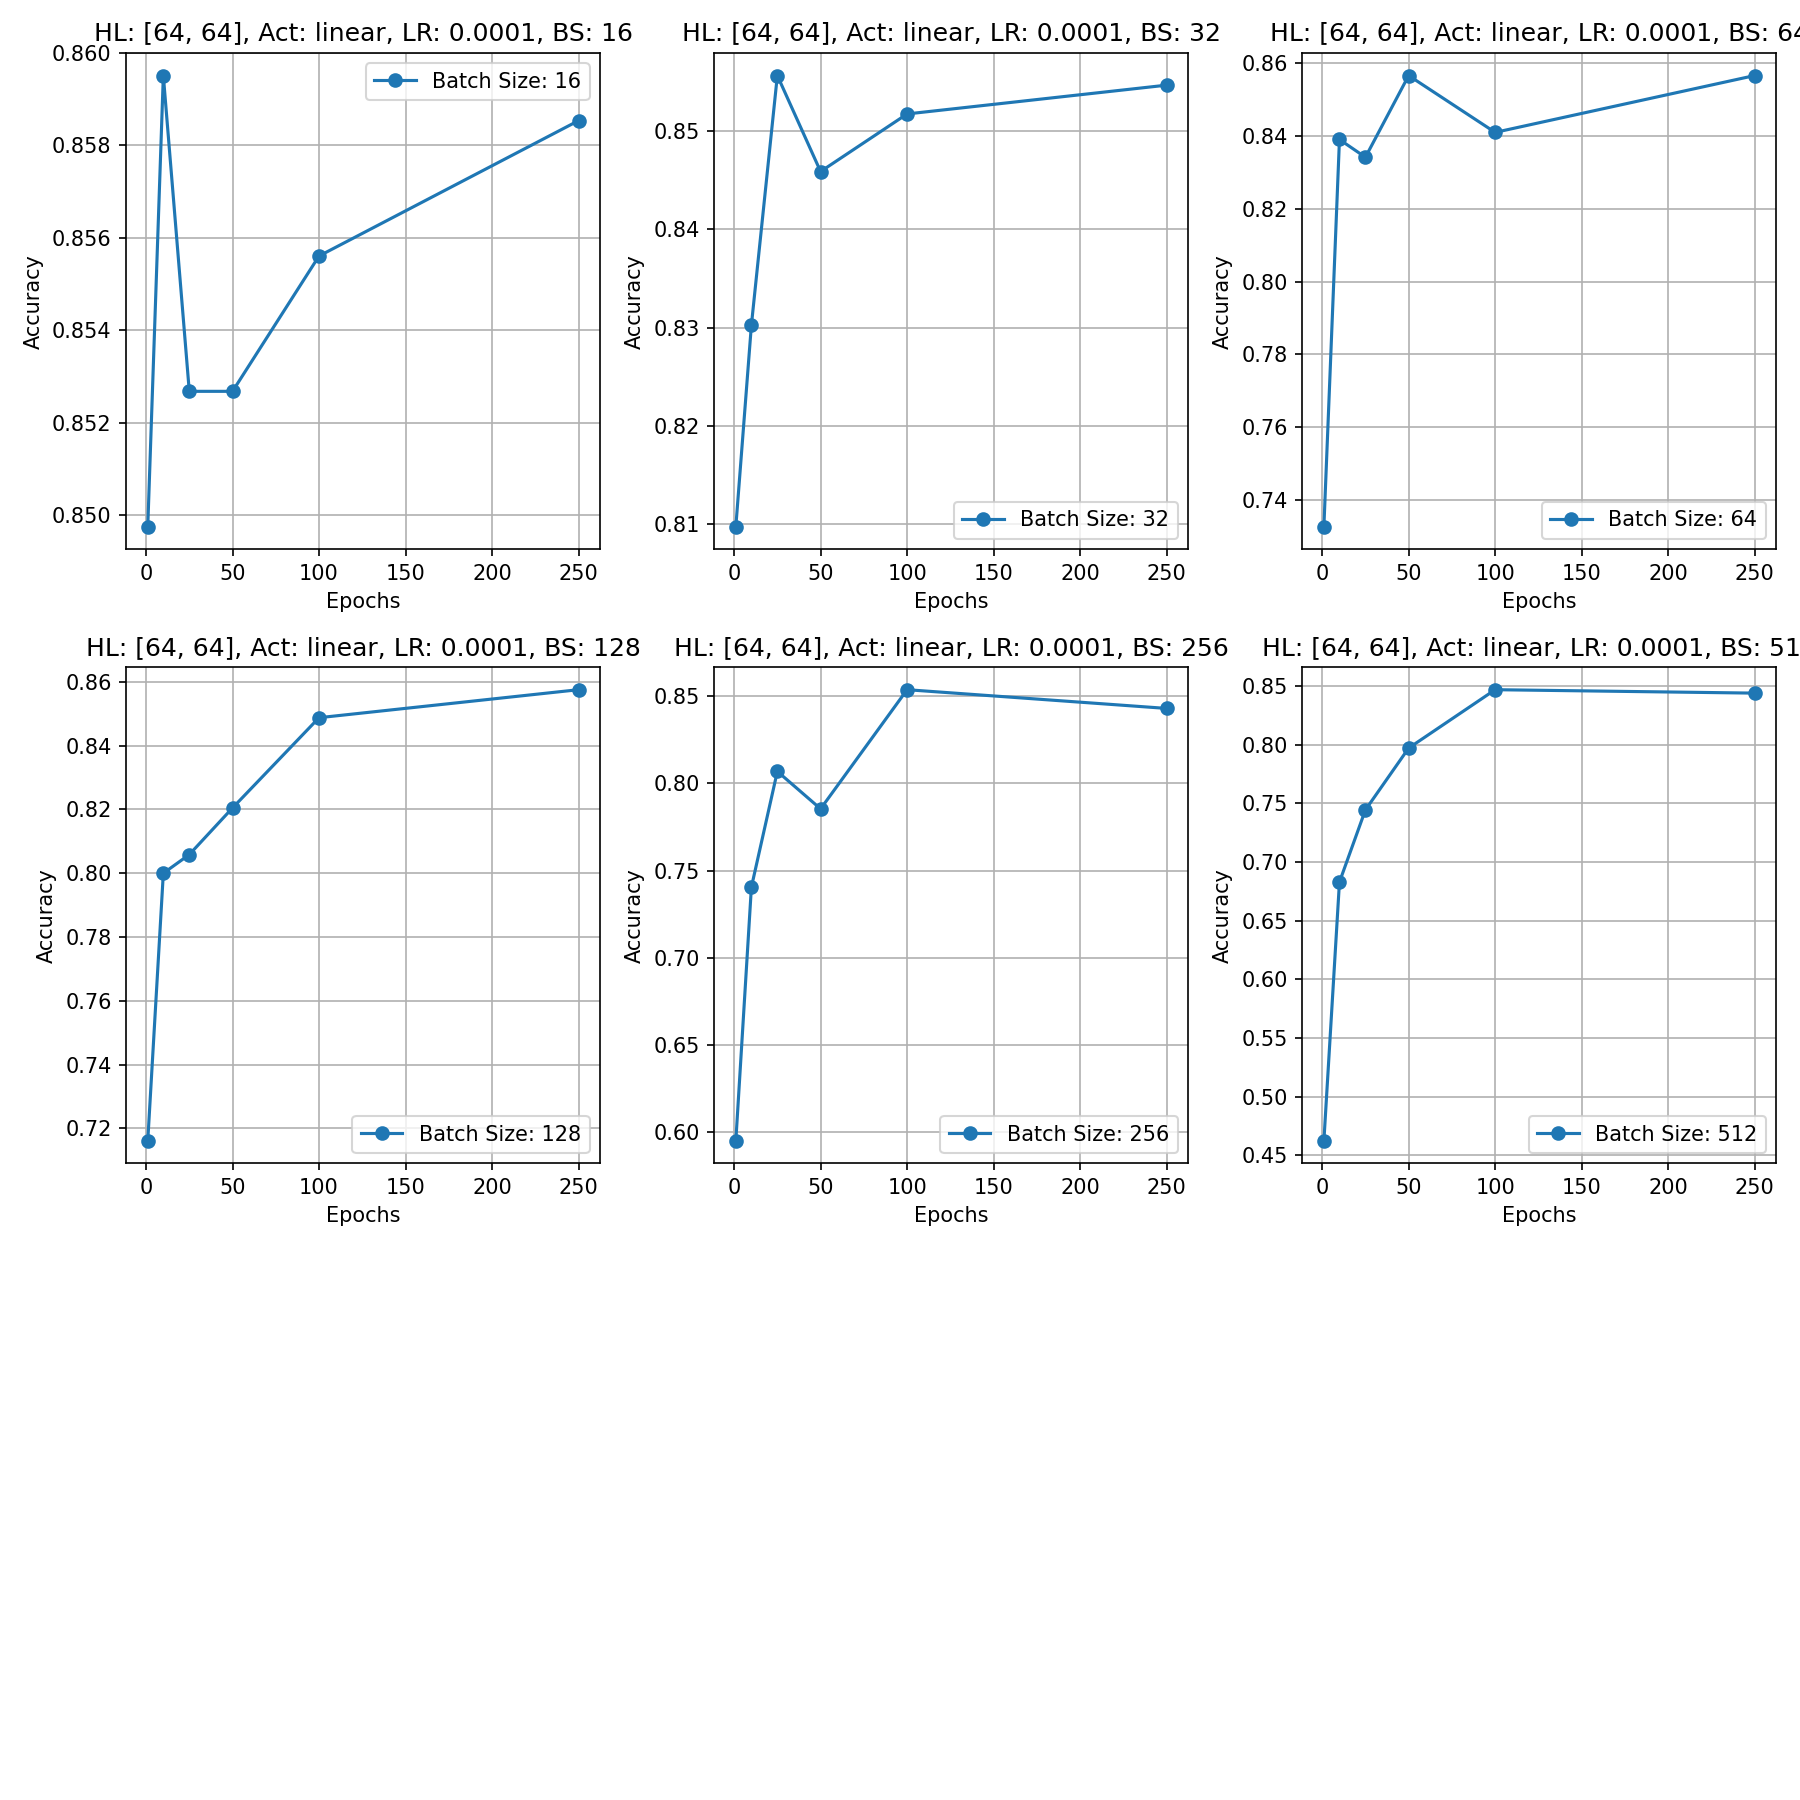 HL: [64, 64], Act: linear, LR: 0.0001, BS: 16
0.860
0.858
0.856
0.854
0.852
0.850
Accuracy
Batch Size: 16
0 50 100 150 200 250
Epochs
HL: [64, 64], Act: linear, LR: 0.0001, BS: 32
0.85
0.84
0.83
0.82
0.81
Accuracy
Batch Size: 32
0 50 100 150 200 250
Epochs
HL: [64, 64], Act: linear, LR: 0.0001, BS: 64
0.86
0.84
0.82
0.80
0.78
0.76
0.74
Accuracy
Batch Size: 64
0 50 100 150 200 250
Epochs
HL: [64, 64], Act: linear, LR: 0.0001, BS: 128
0.86
0.84
0.82
0.80
0.78
0.76
0.74
0.72
Accuracy
Batch Size: 128
0 50 100 150 200 250
Epochs
HL: [64, 64], Act: linear, LR: 0.0001, BS: 256
0.85
0.80
0.75
0.70
0.65
0.60
Accuracy
Batch Size: 256
0 50 100 150 200 250
Epochs
HL: [64, 64], Act: linear, LR: 0.0001, BS: 51
0.85
0.80
0.75
0.70
0.65
0.60
0.55
0.50
0.45
Accuracy
Batch Size: 512
0 50 100 150 200 250
Epochs